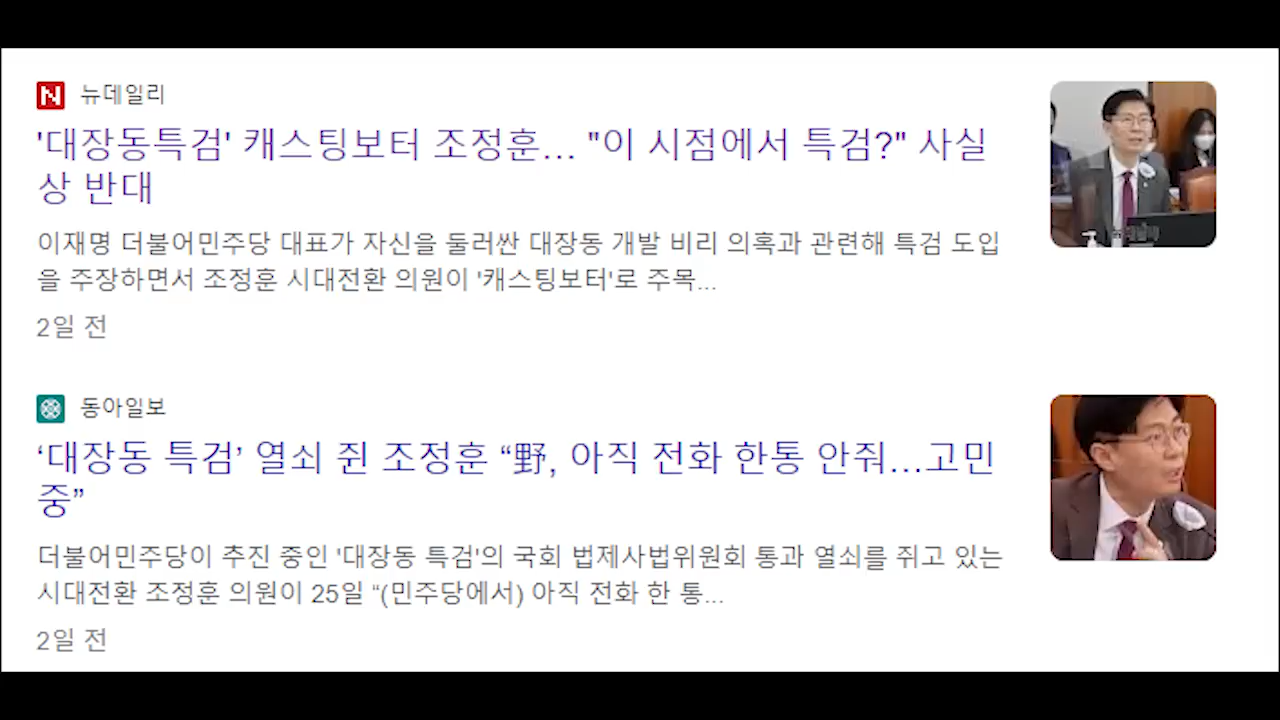 뉴데일리
'대장동특검' 캐스팅보터 조정훈... "이 시점에서 특검?" 사실
상 반대
이재명 더불어민주당 대표가 자신을 둘러싼 대장동 개발 비리 의혹과 관련해 특검 도입
을 주장하면서 조정훈 시대전환 의원이 '캐스팅보터'로 주목...
2일 전
동아일보
‘대장동 특검’ 열쇠 쥔 조정훈 “野, 아직 전화 한통 안줘…고민
중”
더불어민주당이 추진 중인 '대장동 특검'의 국회 법제사법위원회 통과 열쇠를 쥐고 있는
시대전환 조정훈 의원이 25일 “(민주당에서) 아직 전화 한 통...
2일 전